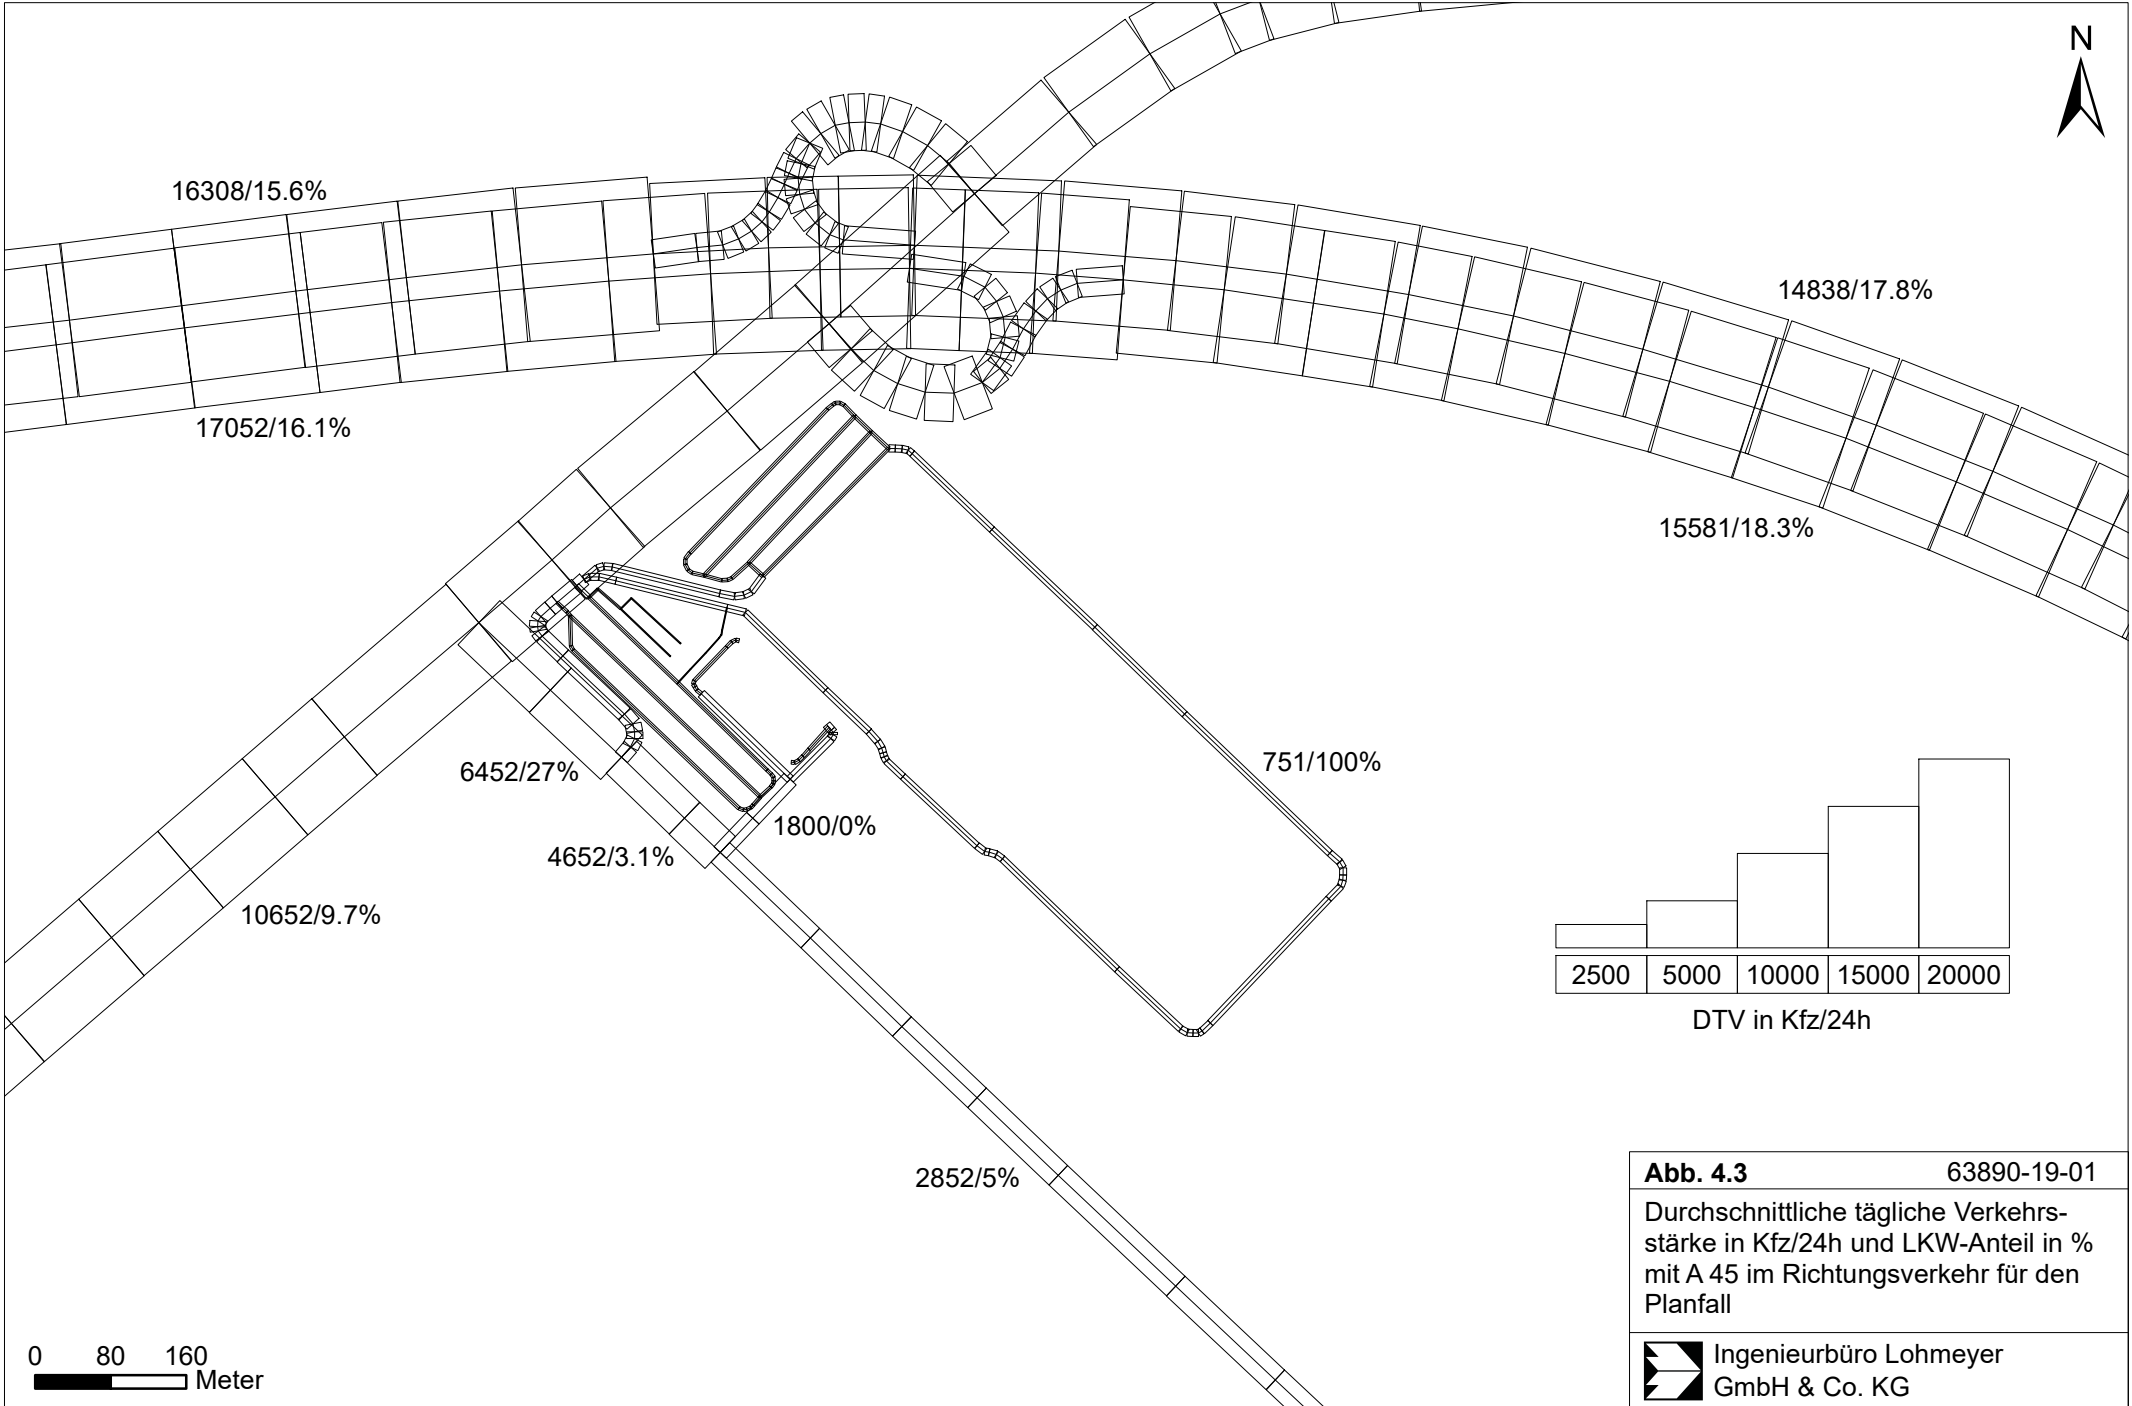 N
16308/15.6%
14838/17.8%
17052/16.1%
15581/18.3%
751/100%
6452/27%
1800/0%
4652/3.1%
10652/9.7%
2500 5000 10000 15000 20000
DTV in Kfz/24h
2852/5%
Abb. 4.3 63890-19-01
Durchschnittliche tägliche Verkehrs-
stärke in Kfz/24h und LKW-Anteil in %
mit A 45 im Richtungsverkehr für den
Planfall
0 80 160
Meter
Ingenieurbüro Lohmeyer
GmbH & Co. KG